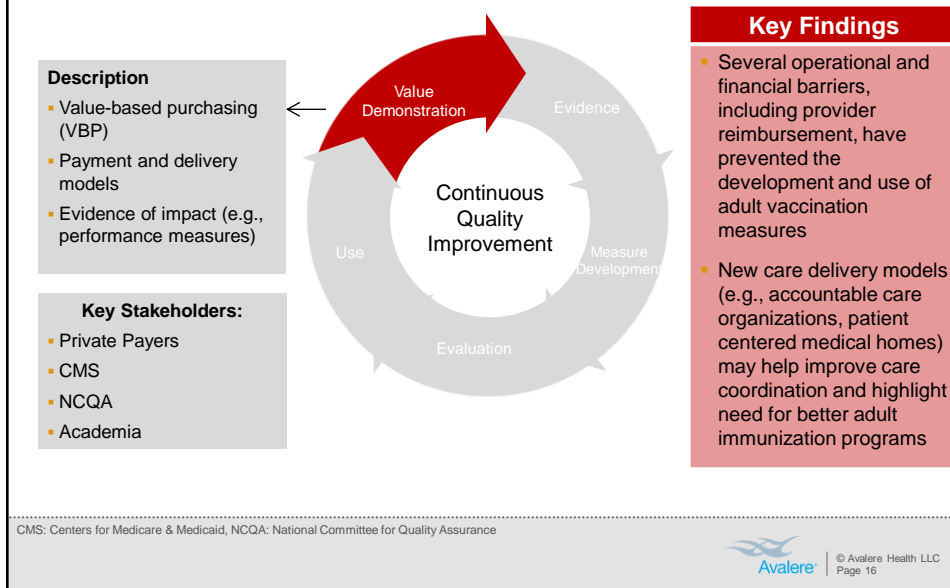 Description
▪ Value-based purchasing
(VBP)
▪ Payment and delivery
models
▪ Evidence of impact (e.g.,
performance measures)
Key Stakeholders:
▪ Private Payers
▪ CMS
▪ NCQA
▪ Academia
Value
Demonstration
Evidence
Measure
Development
Evaluation
Use
Continuous
Quality
Improvement
Key Findings
▪ Several operational and
financial barriers,
including provider
reimbursement, have
prevented the
development and use of
adult vaccination
measures
▪ New care delivery models
(e.g., accountable care
organizations, patient
centered medical homes)
may help improve care
coordination and highlight
need for better adult
immunization programs
CMS: Centers for Medicare & Medicaid, NCQA: National Committee for Quality Assurance
Avalere
© Avalere Health LLC
Page 16